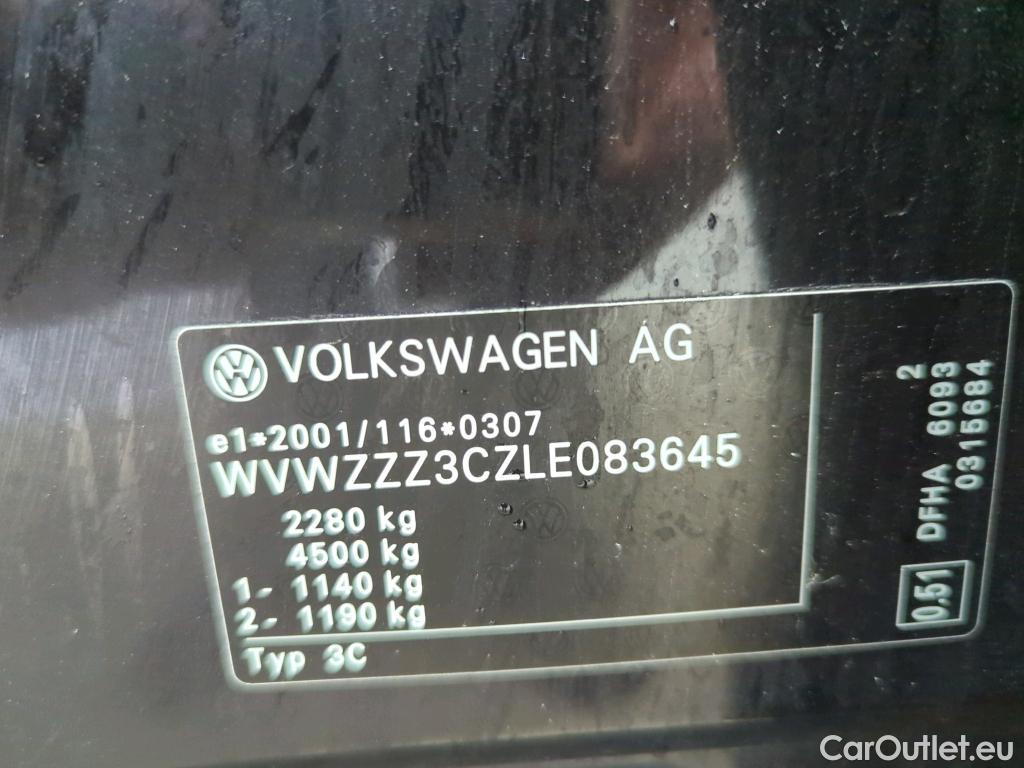 VOLKSWAGEN AG
e1*2001/116*0307
WVWZZZ3CZLE083645
2280 kg
4500 kg
1- 1140 kg
2- 1190 kg
Typ 3C
0,51
DFHA 6093 2
0315684
CarOutlet.eu